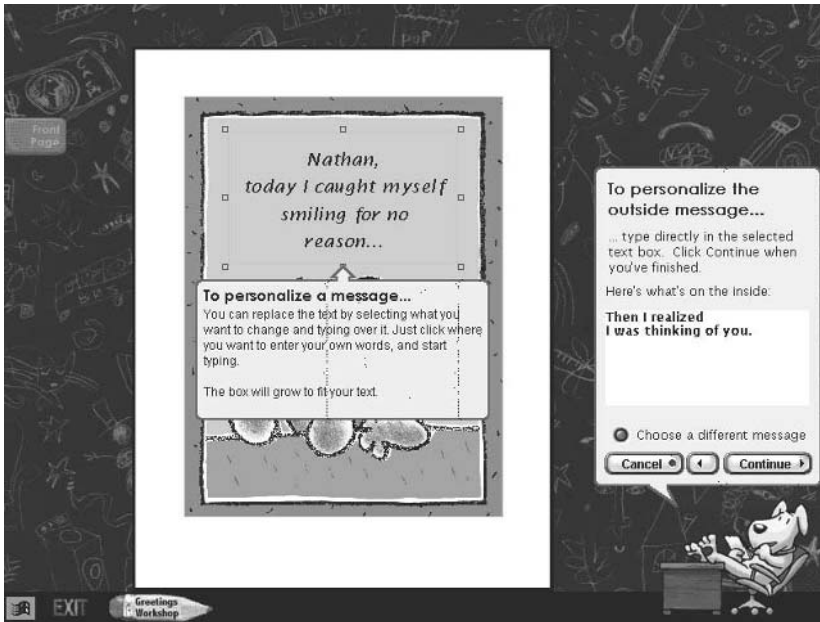 Front
Page
Nathan,
today I caught myself
smiling for no
reason...
To personalize a message...
You can replace the text by selecting what you
want to change and typing over it. Just click where
you want to enter your own words, and start
typing.
The box will grow to fit your text.
To personalize the
outside message...
... type directly in the selected
text box. Click Continue when
you've finished.
Here's what's on the inside:
Then I realized
I was thinking of you.
Choose a different message
Cancel
Continue
EXIT
Greetings
Workshop